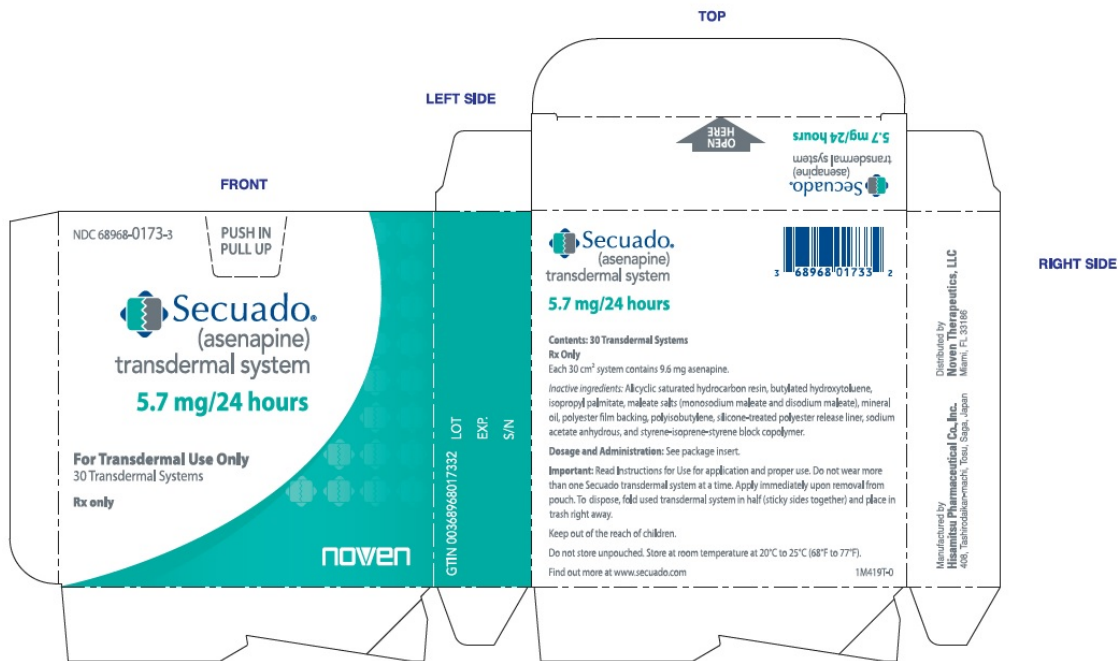 TOP
LEFT SIDE
FRONT
RIGHT SIDE
OPEN
HERE
Secuado®
(asenapine)
transdermal system
5.7 mg/24 hours
NDC 68968-0173-3
PUSH IN
PULL UP
Secuado®
(asenapine)
transdermal system
5.7 mg/24 hours
For Transdermal Use Only
30 Transdermal Systems
Rx only
noven
GTIN 00368968017332
LOT
EXP.
S/N
Secuado®
(asenapine)
transdermal system
5.7 mg/24 hours
3 68968 01733 2
Contents: 30 Transdermal Systems
Rx Only
Each 30 cm² system contains 9.6 mg asenapine.
Inactive ingredients: Alicyclic saturated hydrocarbon resin, butylated hydroxytoluene,
isopropyl palmitate, maleate salts (monosodium maleate and disodium maleate), mineral
oil, polyester film backing, polyisobutylene, silicone-treated polyester release liner, sodium
acetate anhydrous, and styrene-isoprene-styrene block copolymer.
Dosage and Administration: See package insert.
Important: Read Instructions for Use for application and proper use. Do not wear more
than one Secuado transdermal system at a time. Apply immediately upon removal from
pouch. To dispose, fold used transdermal system in half (sticky sides together) and place in
trash right away.
Keep out of the reach of children.
Do not store unpouched. Store at room temperature at 20°C to 25°C (68°F to 77°F).
Find out more at www.secuado.com
1M419T-0
Manufactured by
Hisamitsu Pharmaceutical Co., Inc.
408, Tashirodaikan-machi, Tosu, Saga, Japan
Distributed by
Noven Therapeutics, LLC
Miami, FL 33186